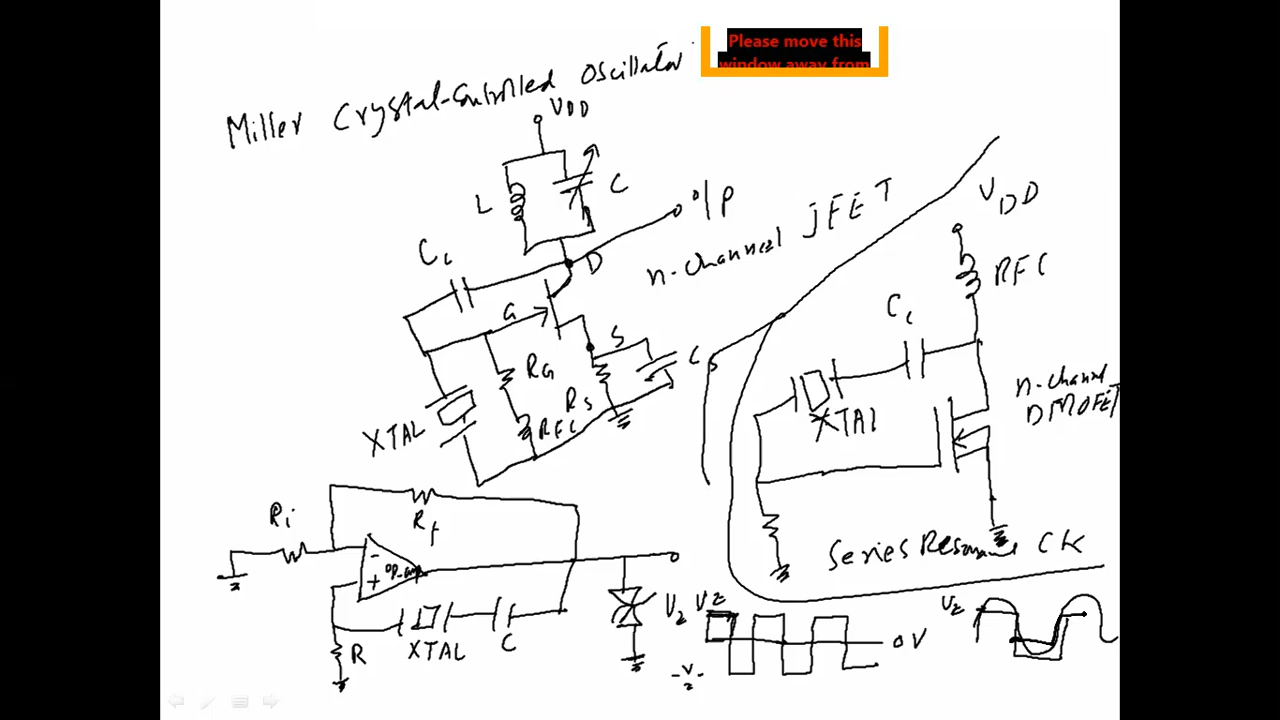 Please move this
window away from
Miller Crystal-Controlled Oscillator
VDD
L
C
O/P
Cc
D
n-channel JFET
G
S
RG
RS
Cs
RFC
XTAL
VDD
RFC
Cc
XTAL
n-channel
DMOFET
Series Resonance CK
Ri
Rf
-
+
OP-amp
R
XTAL
C
VZ
VZ
0V
-VZ
VZ